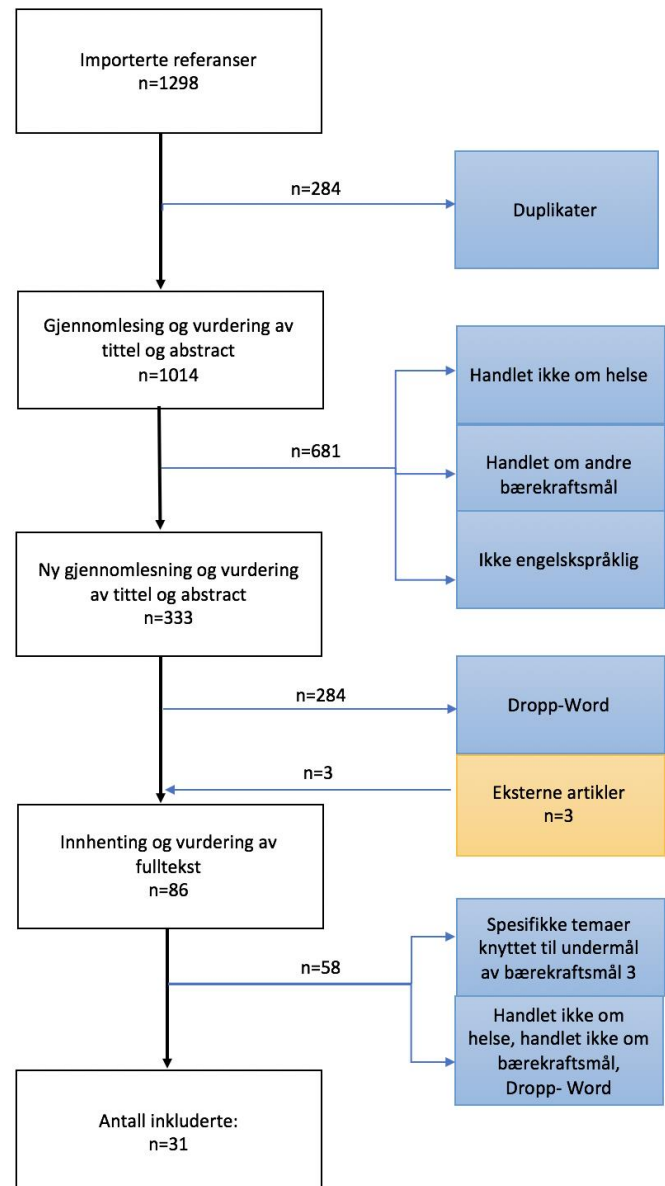 Importerte referanser
n=1298
n=284
Duplikater
Gjennomlesing og vurdering av
tittel og abstract
n=1014
Handlet ikke om helse
n=681
Handlet om andre
bærekraftsmål
Ikke engelskspråklig
Ny gjennomlesning og vurdering
av tittel og abstract
n=333
n=284
Dropp-Word
n=3
Eksterne artikler
n=3
Innhenting og vurdering av
fulltekst
n=86
Spesifikke temaer
knyttet til undermål
av bærekraftsmål 3
n=58
Handlet ikke om
helse, handlet ikke om
bærekraftsmål,
Dropp- Word
Antall inkluderte:
n=31